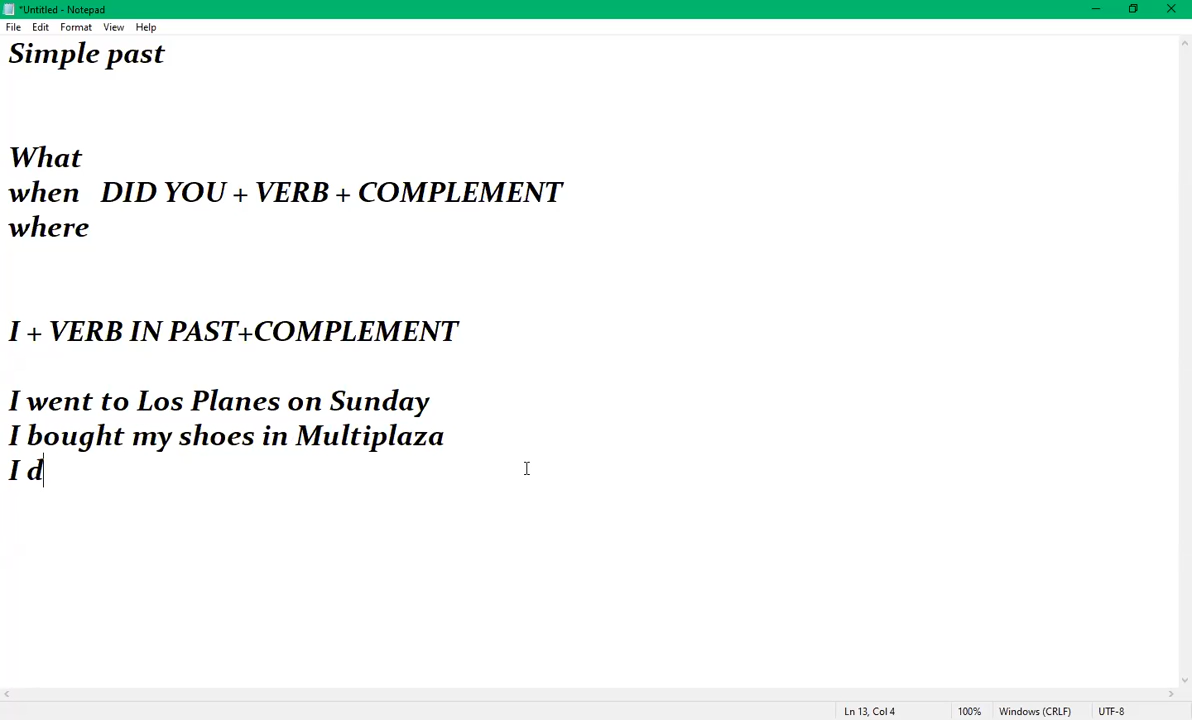 *Untitled - Notepad
File Edit Format View Help
Simple past
What
when DID YOU + VERB + COMPLEMENT
where
I + VERB IN PAST+COMPLEMENT
I went to Los Planes on Sunday
I bought my shoes in Multiplaza
I d
Ln 13, Col 4 100% Windows (CRLF) UTF-8